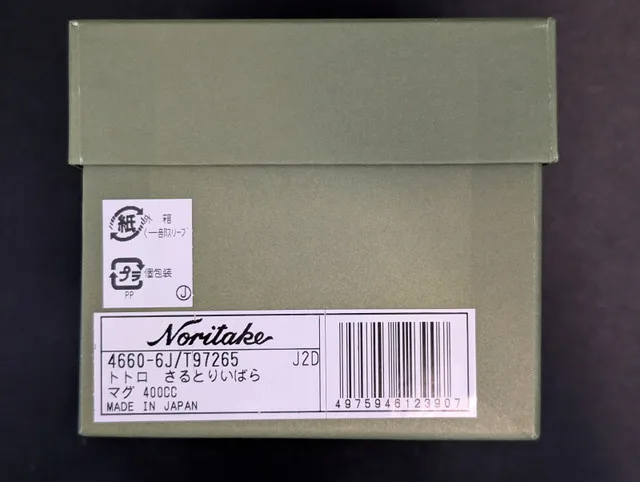 紙 外 箱
(一部スリーブ)
プラ 個包装
PP
J
Noritake
4660-6J/T97265 J2D
トトロ さるとりいばら
マグ 400CC
MADE IN JAPAN
4975946123907